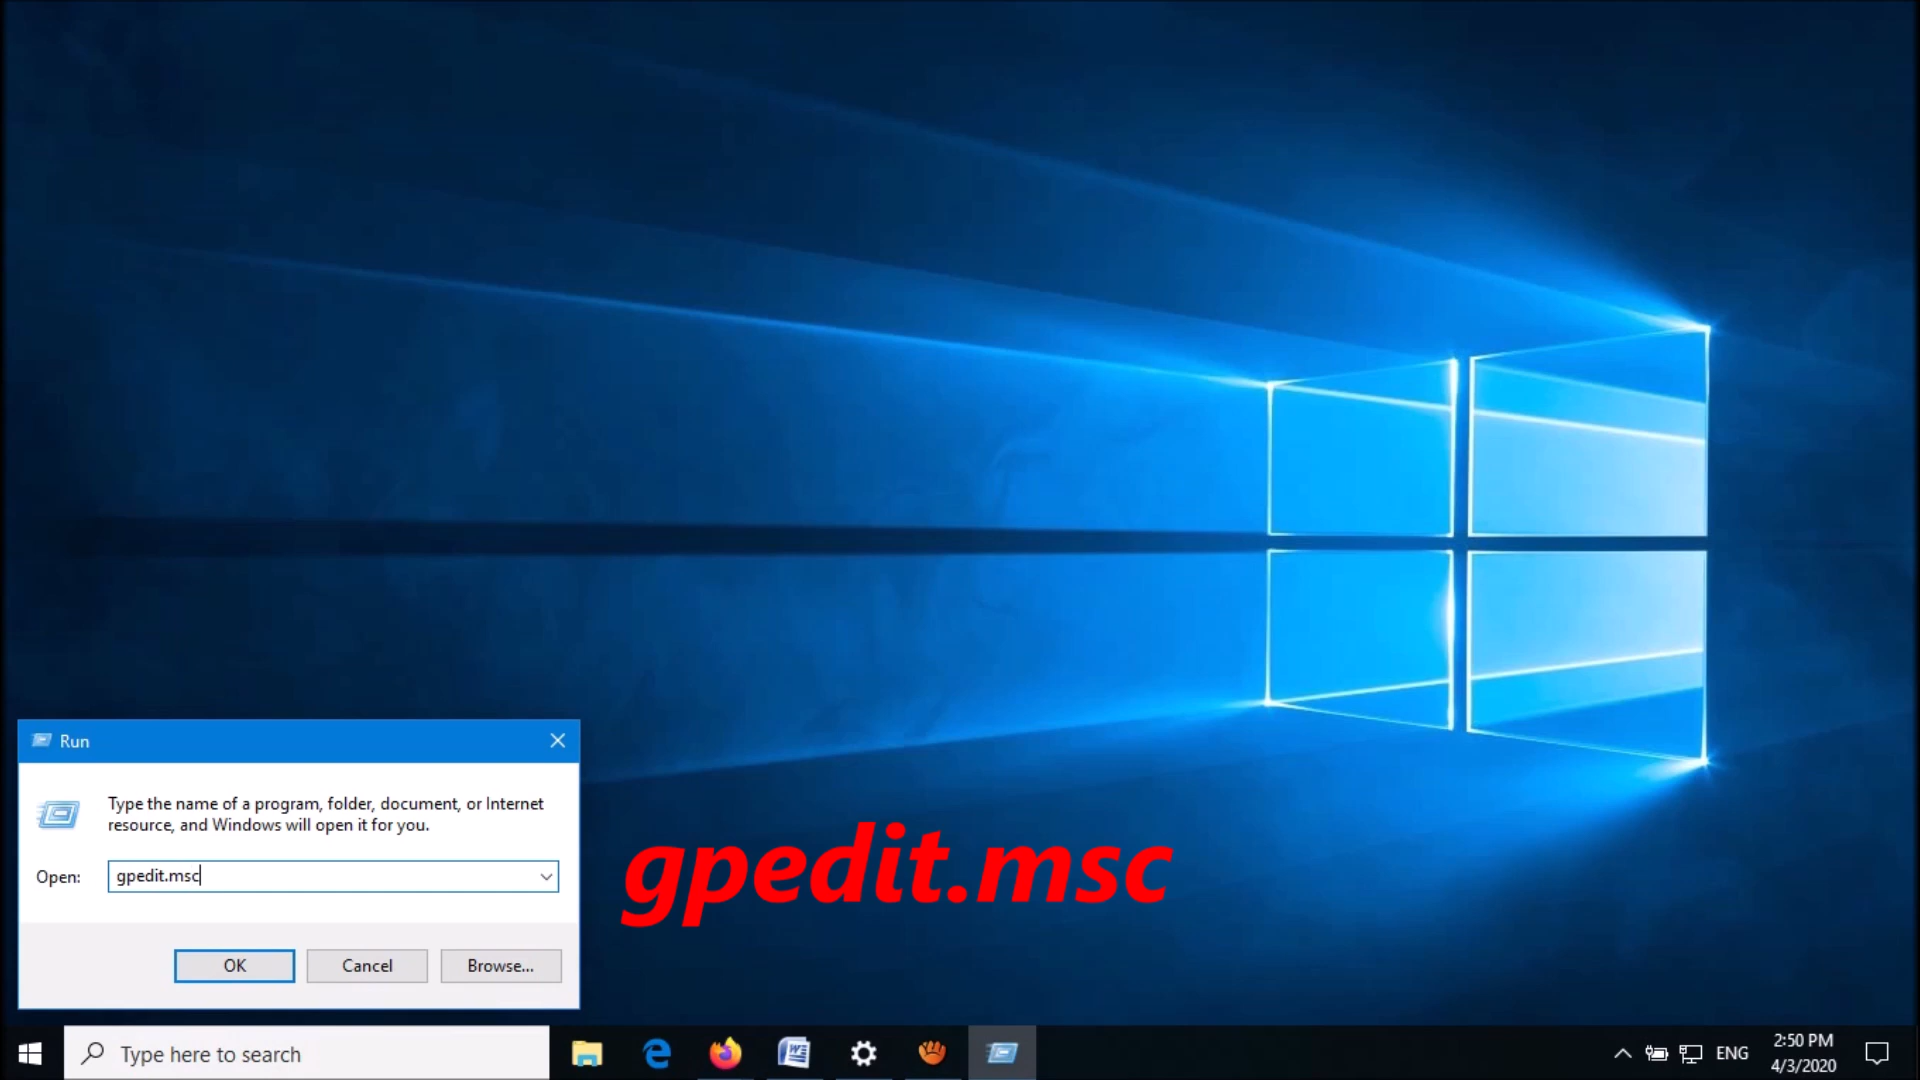 Run
Type the name of a program, folder, document, or Internet
resource, and Windows will open it for you.
Open: gpedit.msc
gpedit.msc
OK Cancel Browse...
Type here to search
ENG
2:50 PM
4/3/2020